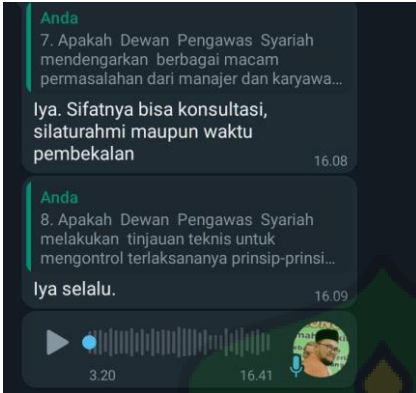 Anda
7. Apakah Dewan Pengawas Syariah
mendengarkan berbagai macam
permasalahan dari manajer dan karyawa...
Iya. Sifatnya bisa konsultasi,
silaturahmi maupun waktu
pembekalan
16.08
Anda
8. Apakah Dewan Pengawas Syariah
melakukan tinjauan teknis untuk
mengontrol terlaksananya prinsip-prinsi...
Iya selalu.
16.09
3.20
16.41